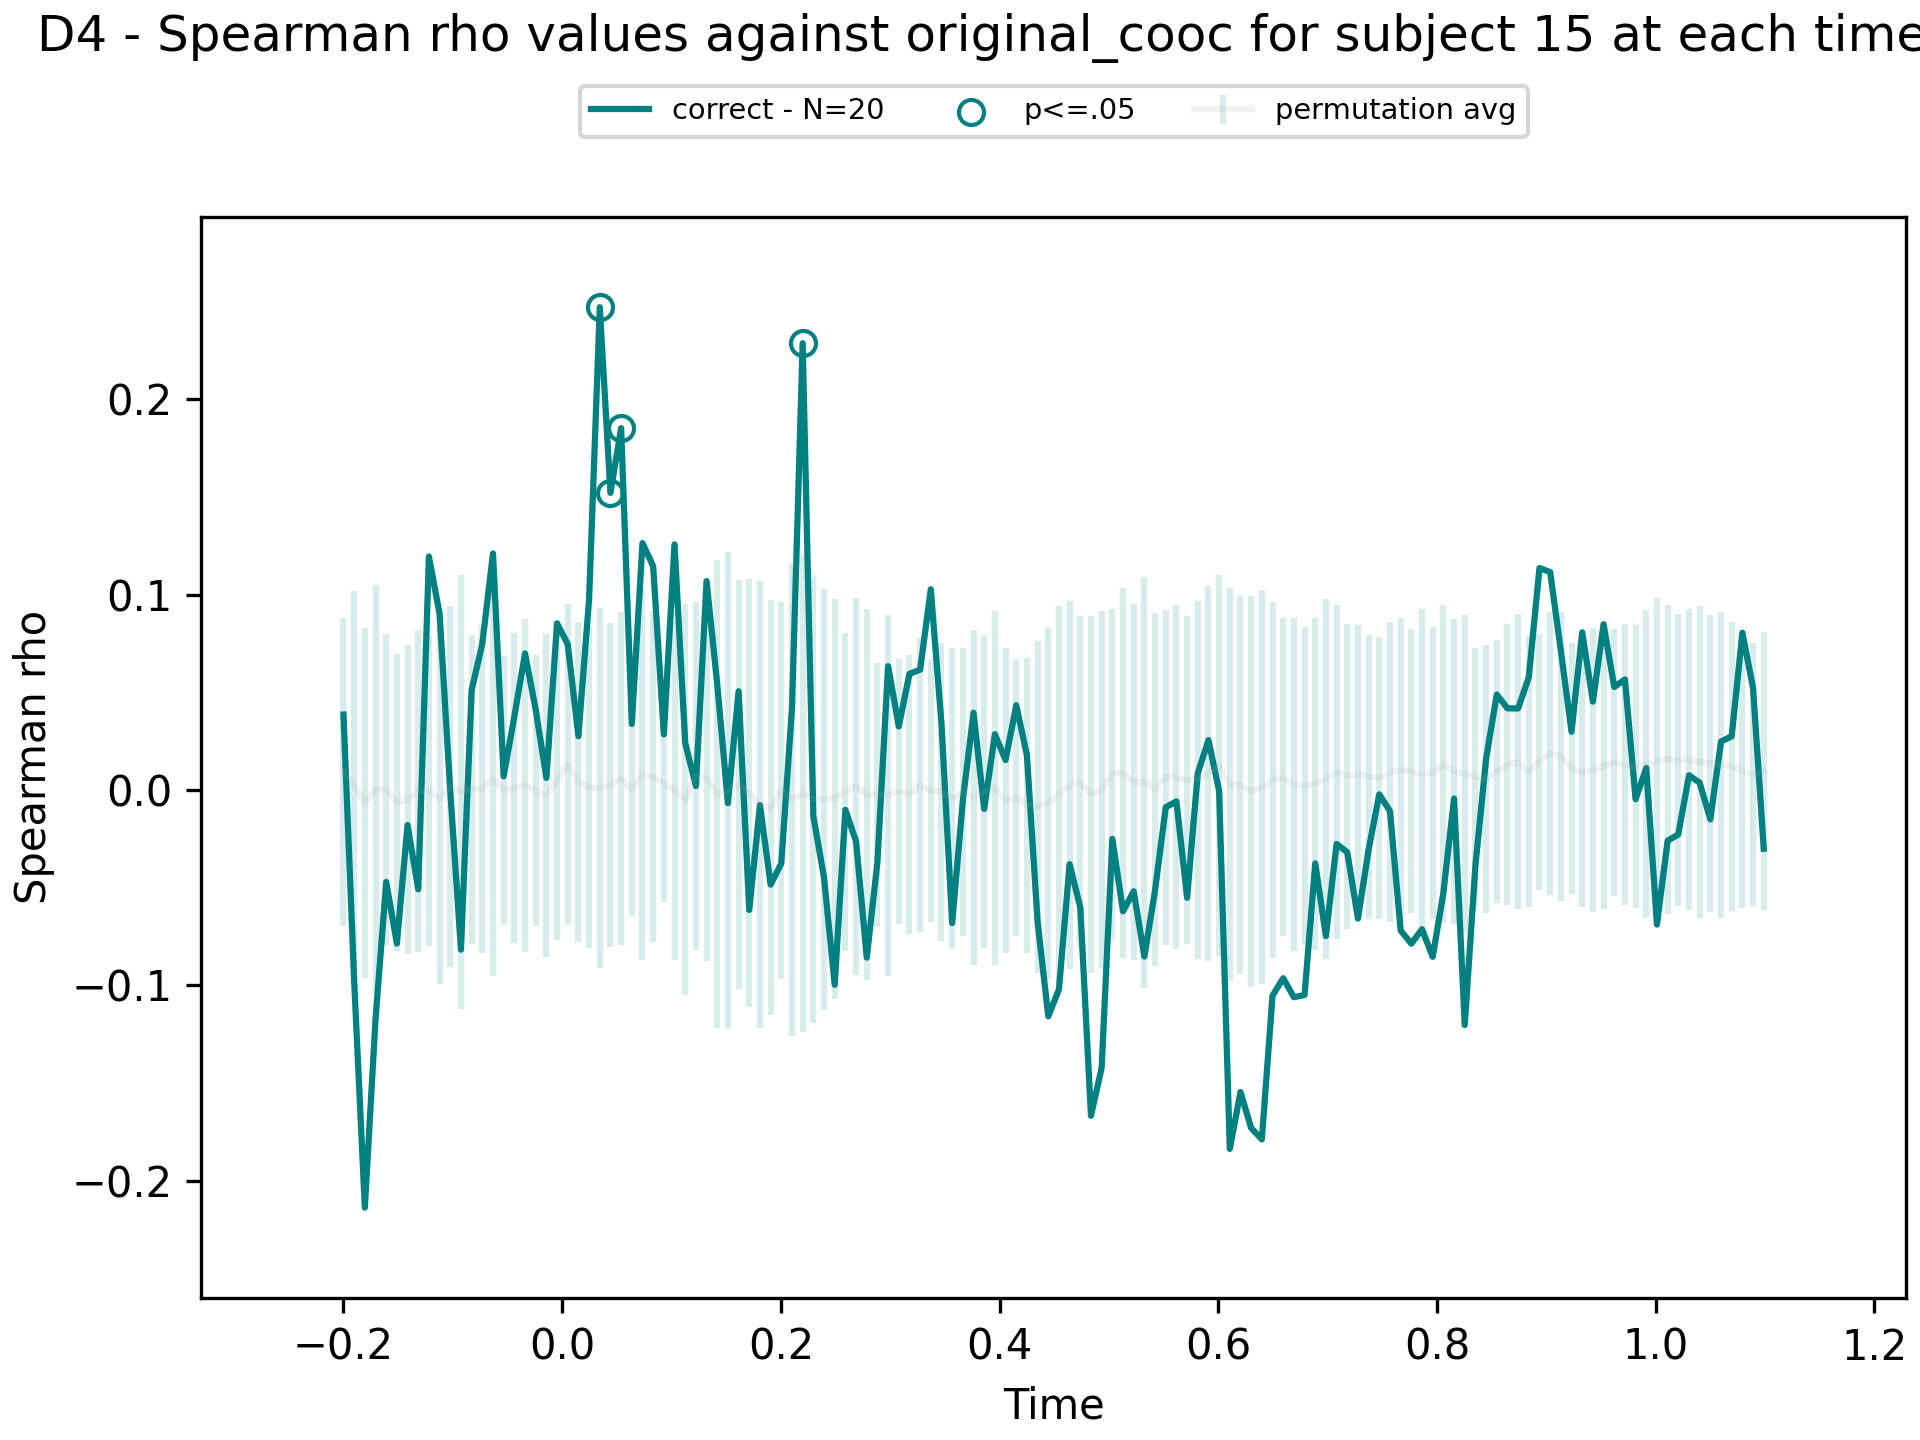 D4 - Spearman rho values against original_cooc for subject 15 at each time
correct - N=20 p<=.05 permutation avg
Spearman rho
0.2
0.1
0.0
−0.1
−0.2
−0.2 0.0 0.2 0.4 0.6 0.8 1.0 1.2
Time